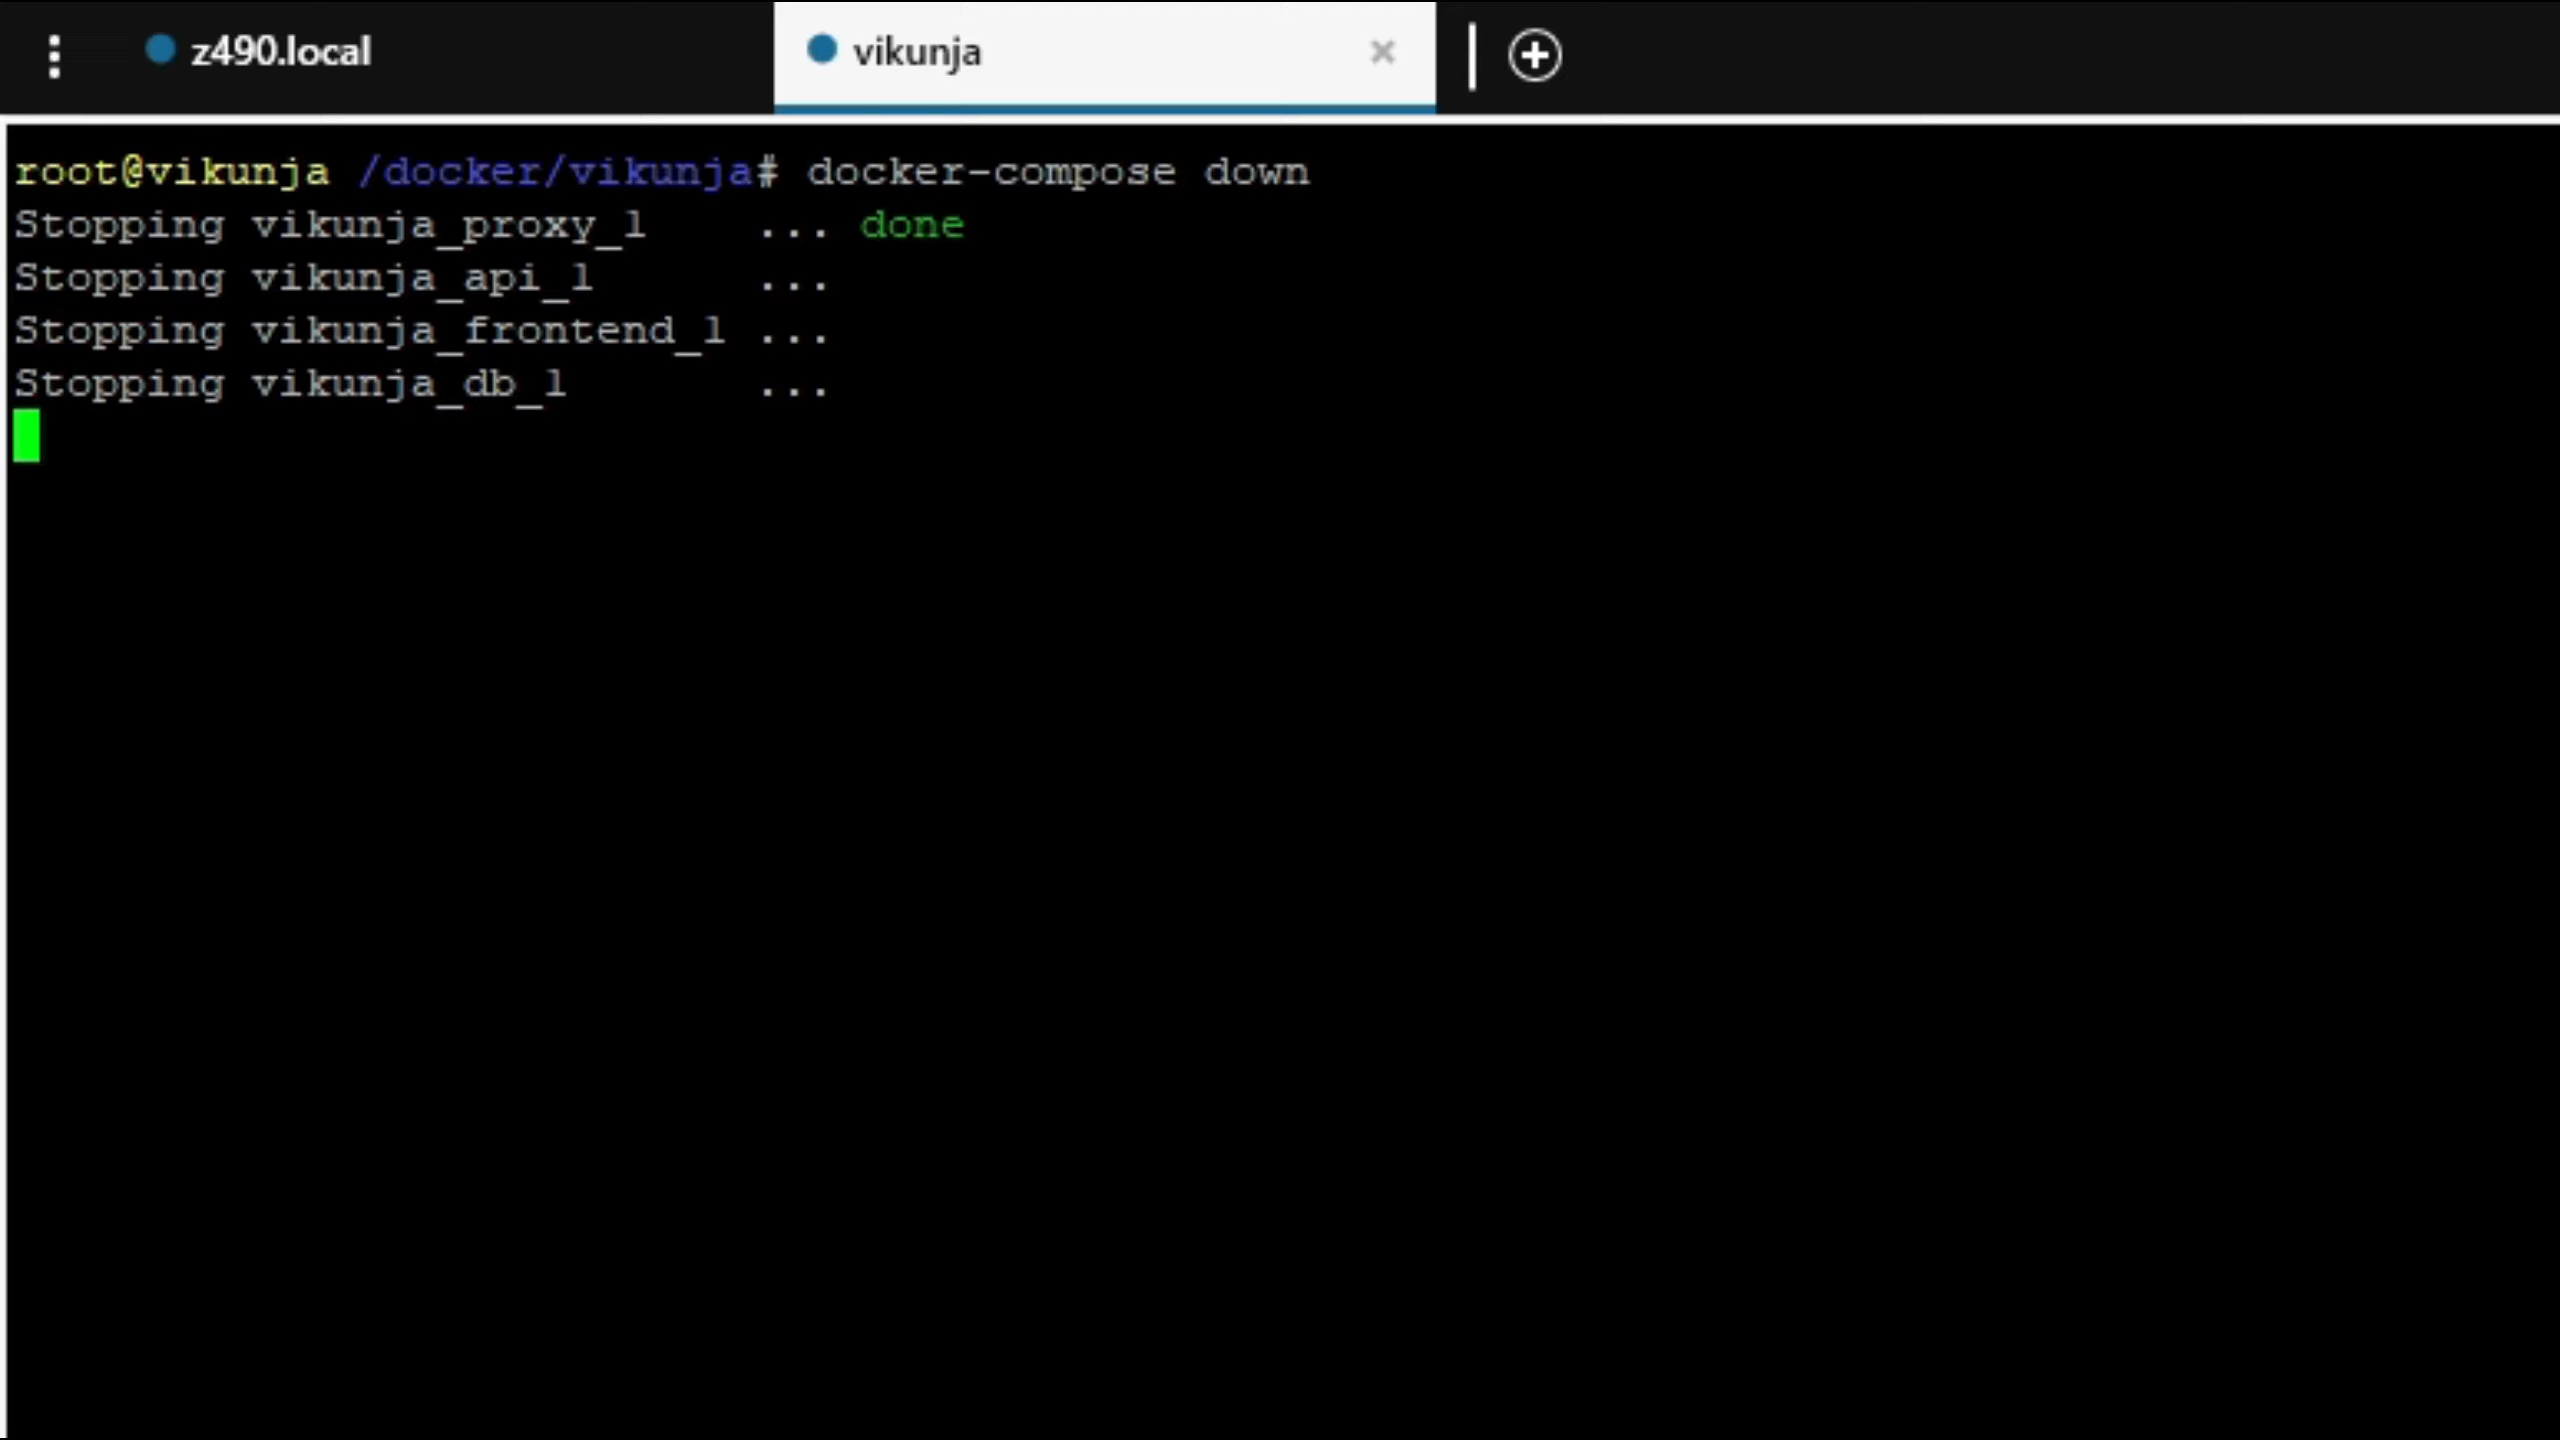 z490.local
vikunja
root@vikunja /docker/vikunja# docker-compose down
Stopping vikunja_proxy_1    ... done
Stopping vikunja_api_1      ...
Stopping vikunja_frontend_1 ...
Stopping vikunja_db_1       ...